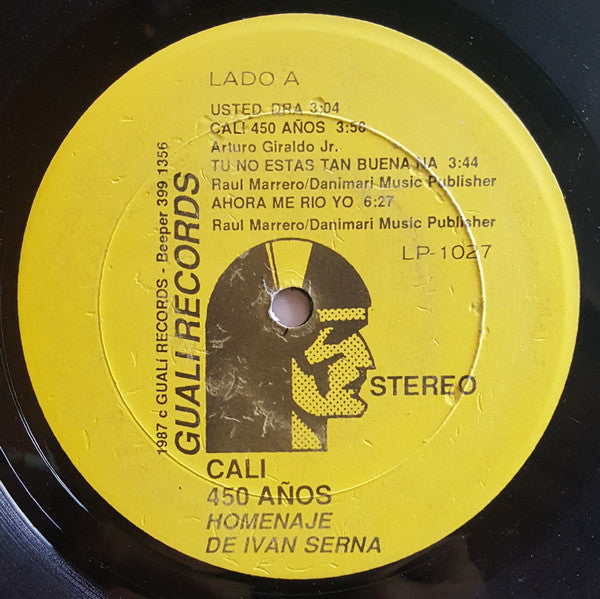 LADO A
USTED DRA 3:04
CALI 450 AÑOS 3:56
Arturo Giraldo Jr.
TU NO ESTAS TAN BUENA NA 3:44
Raul Marrero/Danimari Music Publisher
AHORA ME RIO YO 6:27
Raul Marrero/Danimari Music Publisher
LP-1027
1987 c GUALÍ RECORDS - Beeper 399 1356
GUALI RECORDS
STEREO
CALI
450 AÑOS
HOMENAJE
DE IVAN SERNA